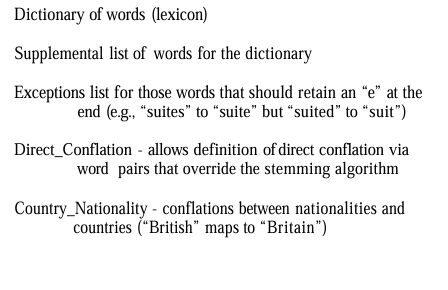 Dictionary of words (lexicon)
Supplemental list of words for the dictionary
Exceptions list for those words that should retain an “e” at the
end (e.g., “suites” to “suite” but “suited” to “suit”)
Direct_Conflation - allows definition of direct conflation via
word pairs that override the stemming algorithm
Country_Nationality - conflations between nationalities and
countries (“British” maps to “Britain”)